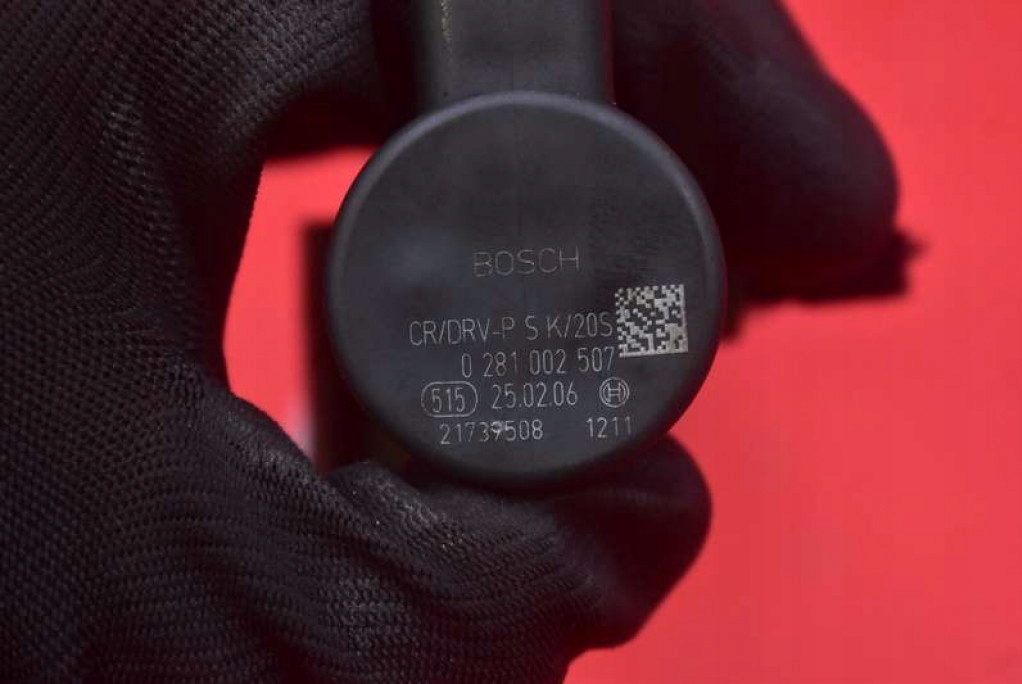 BOSCH
CR/DRV-P S K/20S
0 281 002 507
515 25.02.06 H
21739508 1211